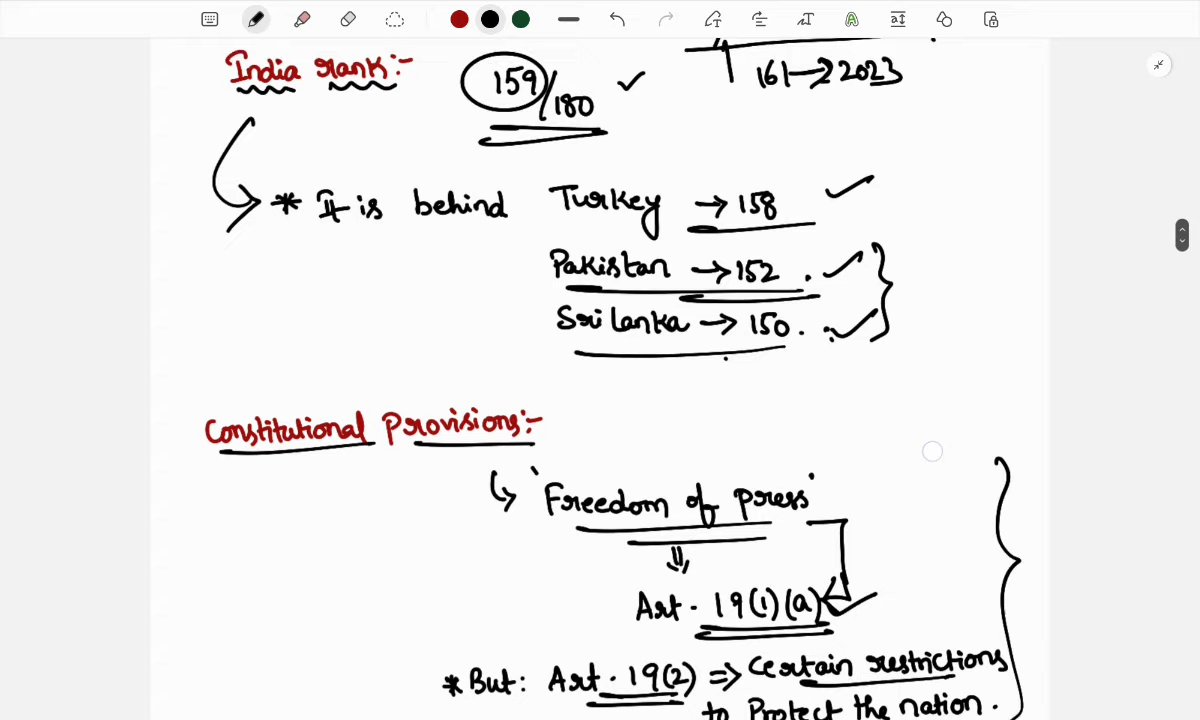 India rank:-
159/180
161→2023
* It is behind Turkey → 158
Pakistan → 152.
Sri lanka → 150.
Constitutional Provisions:-
'Freedom of press'
Art. 19(1)(a)
*But: Art. 19(2) ⇒ Certain restrictions
to Protect the nation.